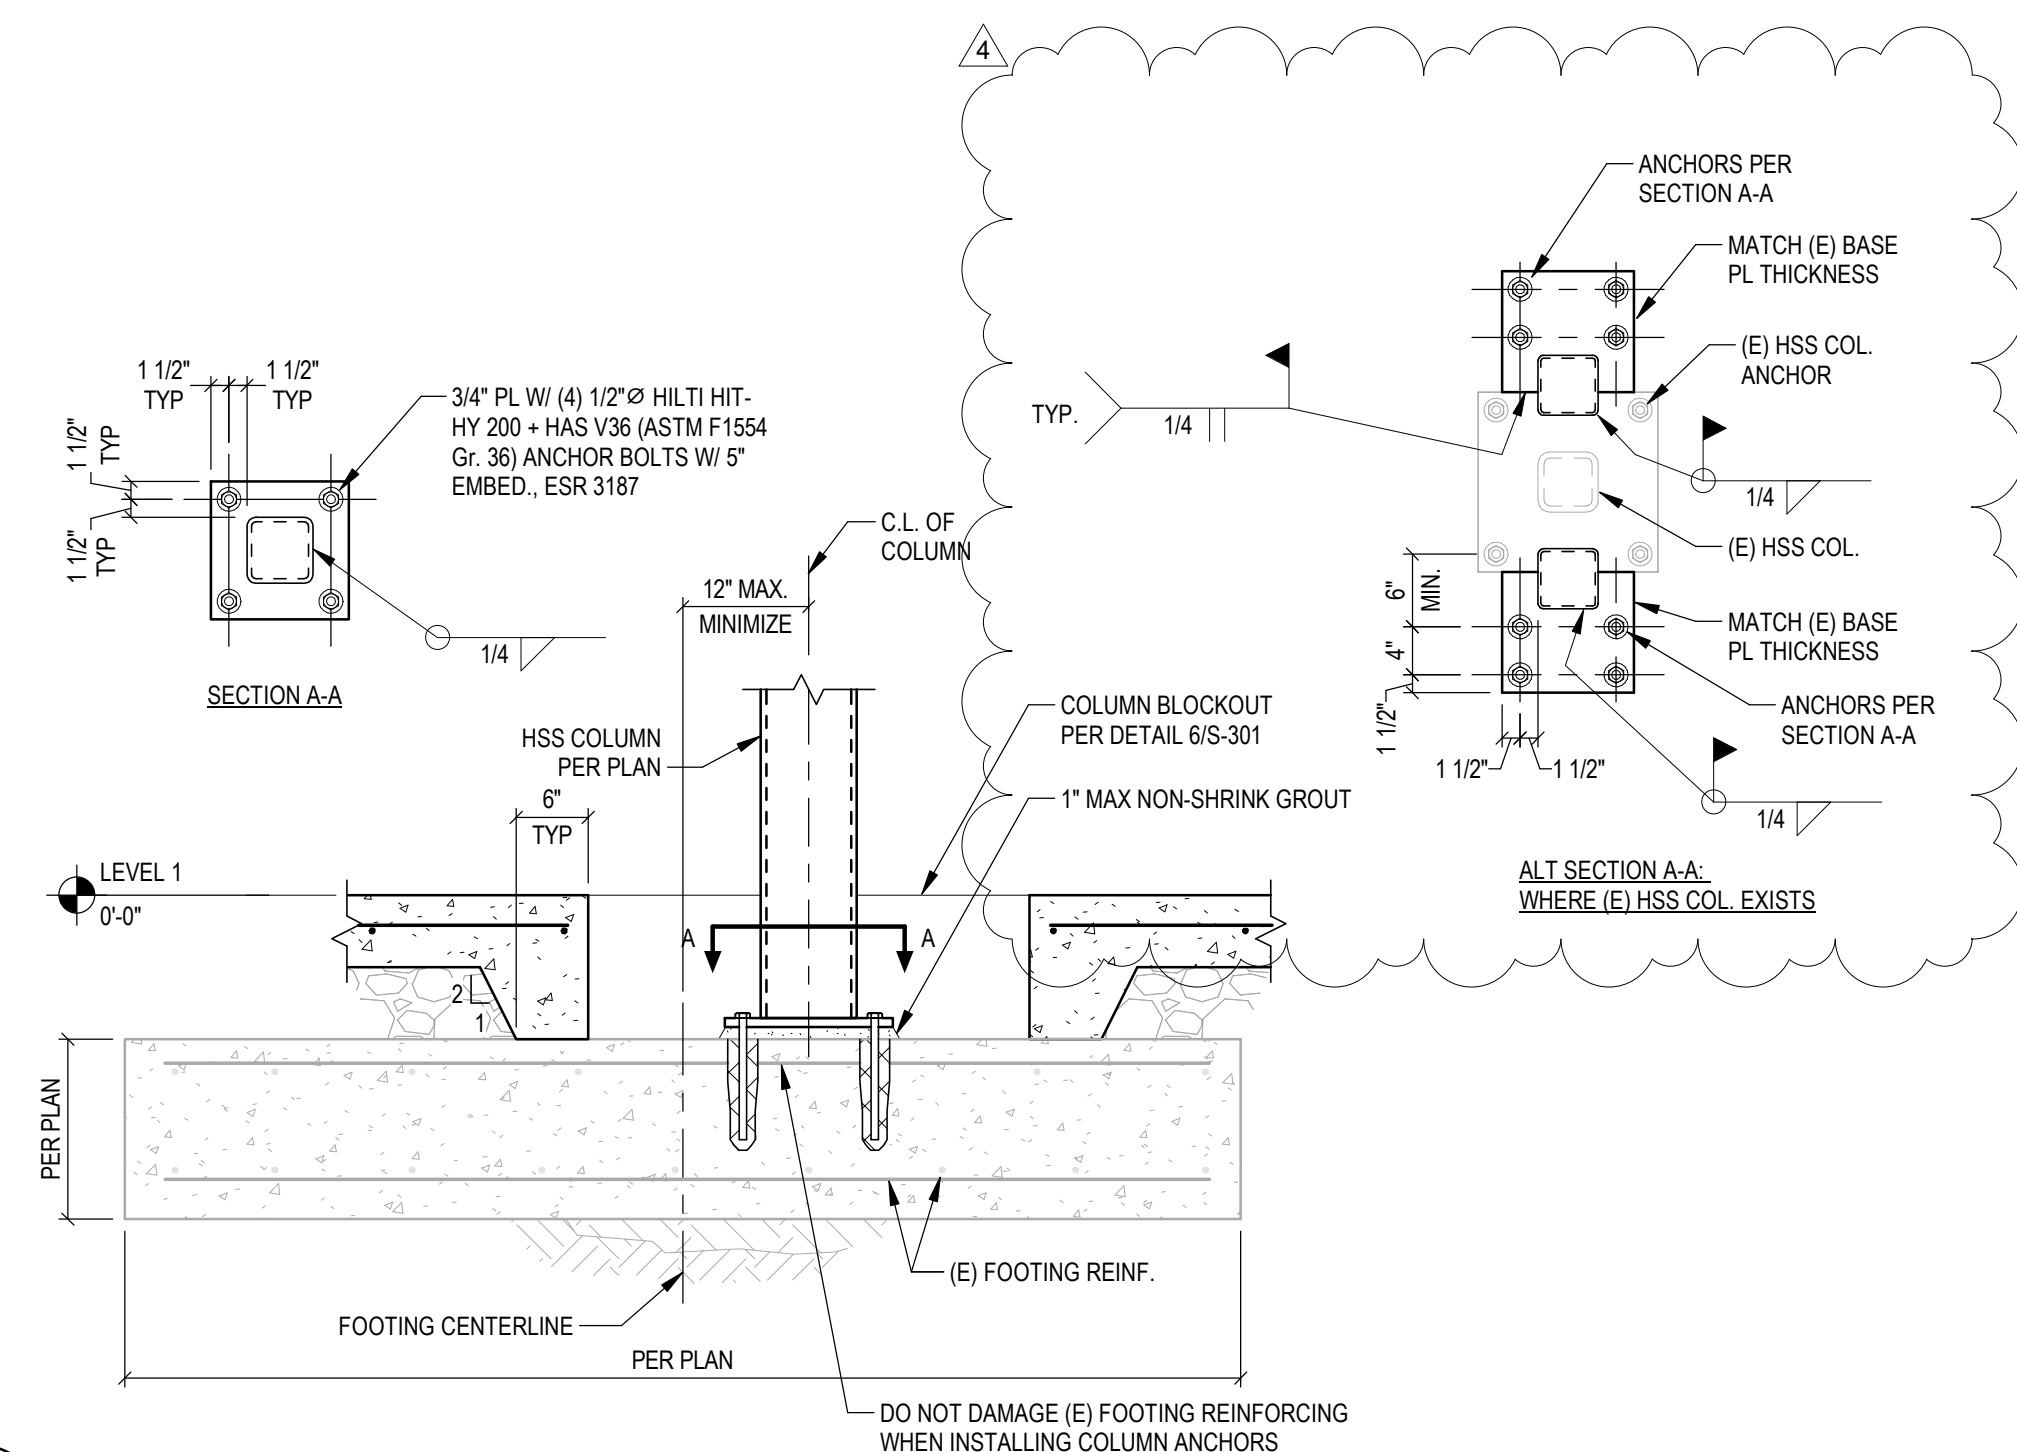 4
ANCHORS PER
SECTION A-A
MATCH (E) BASE
PL THICKNESS
(E) HSS COL.
ANCHOR
TYP.
1/4
1/4
(E) HSS COL.
6"
MIN.
4"
1 1/2"
1 1/2"
1 1/2"
MATCH (E) BASE
PL THICKNESS
ANCHORS PER
SECTION A-A
1/4
ALT SECTION A-A:
WHERE (E) HSS COL. EXISTS
1 1/2"
TYP
1 1/2"
TYP
1 1/2"
TYP
1 1/2"
TYP
3/4" PL W/ (4) 1/2"Ø HILTI HIT-
HY 200 + HAS V36 (ASTM F1554
Gr. 36) ANCHOR BOLTS W/ 5"
EMBED., ESR 3187
1/4
SECTION A-A
C.L. OF
COLUMN
12" MAX.
MINIMIZE
HSS COLUMN
PER PLAN
COLUMN BLOCKOUT
PER DETAIL 6/S-301
1" MAX NON-SHRINK GROUT
6"
TYP
LEVEL 1
0'-0"
A
A
2
1
PER PLAN
(E) FOOTING REINF.
FOOTING CENTERLINE
PER PLAN
DO NOT DAMAGE (E) FOOTING REINFORCING
WHEN INSTALLING COLUMN ANCHORS